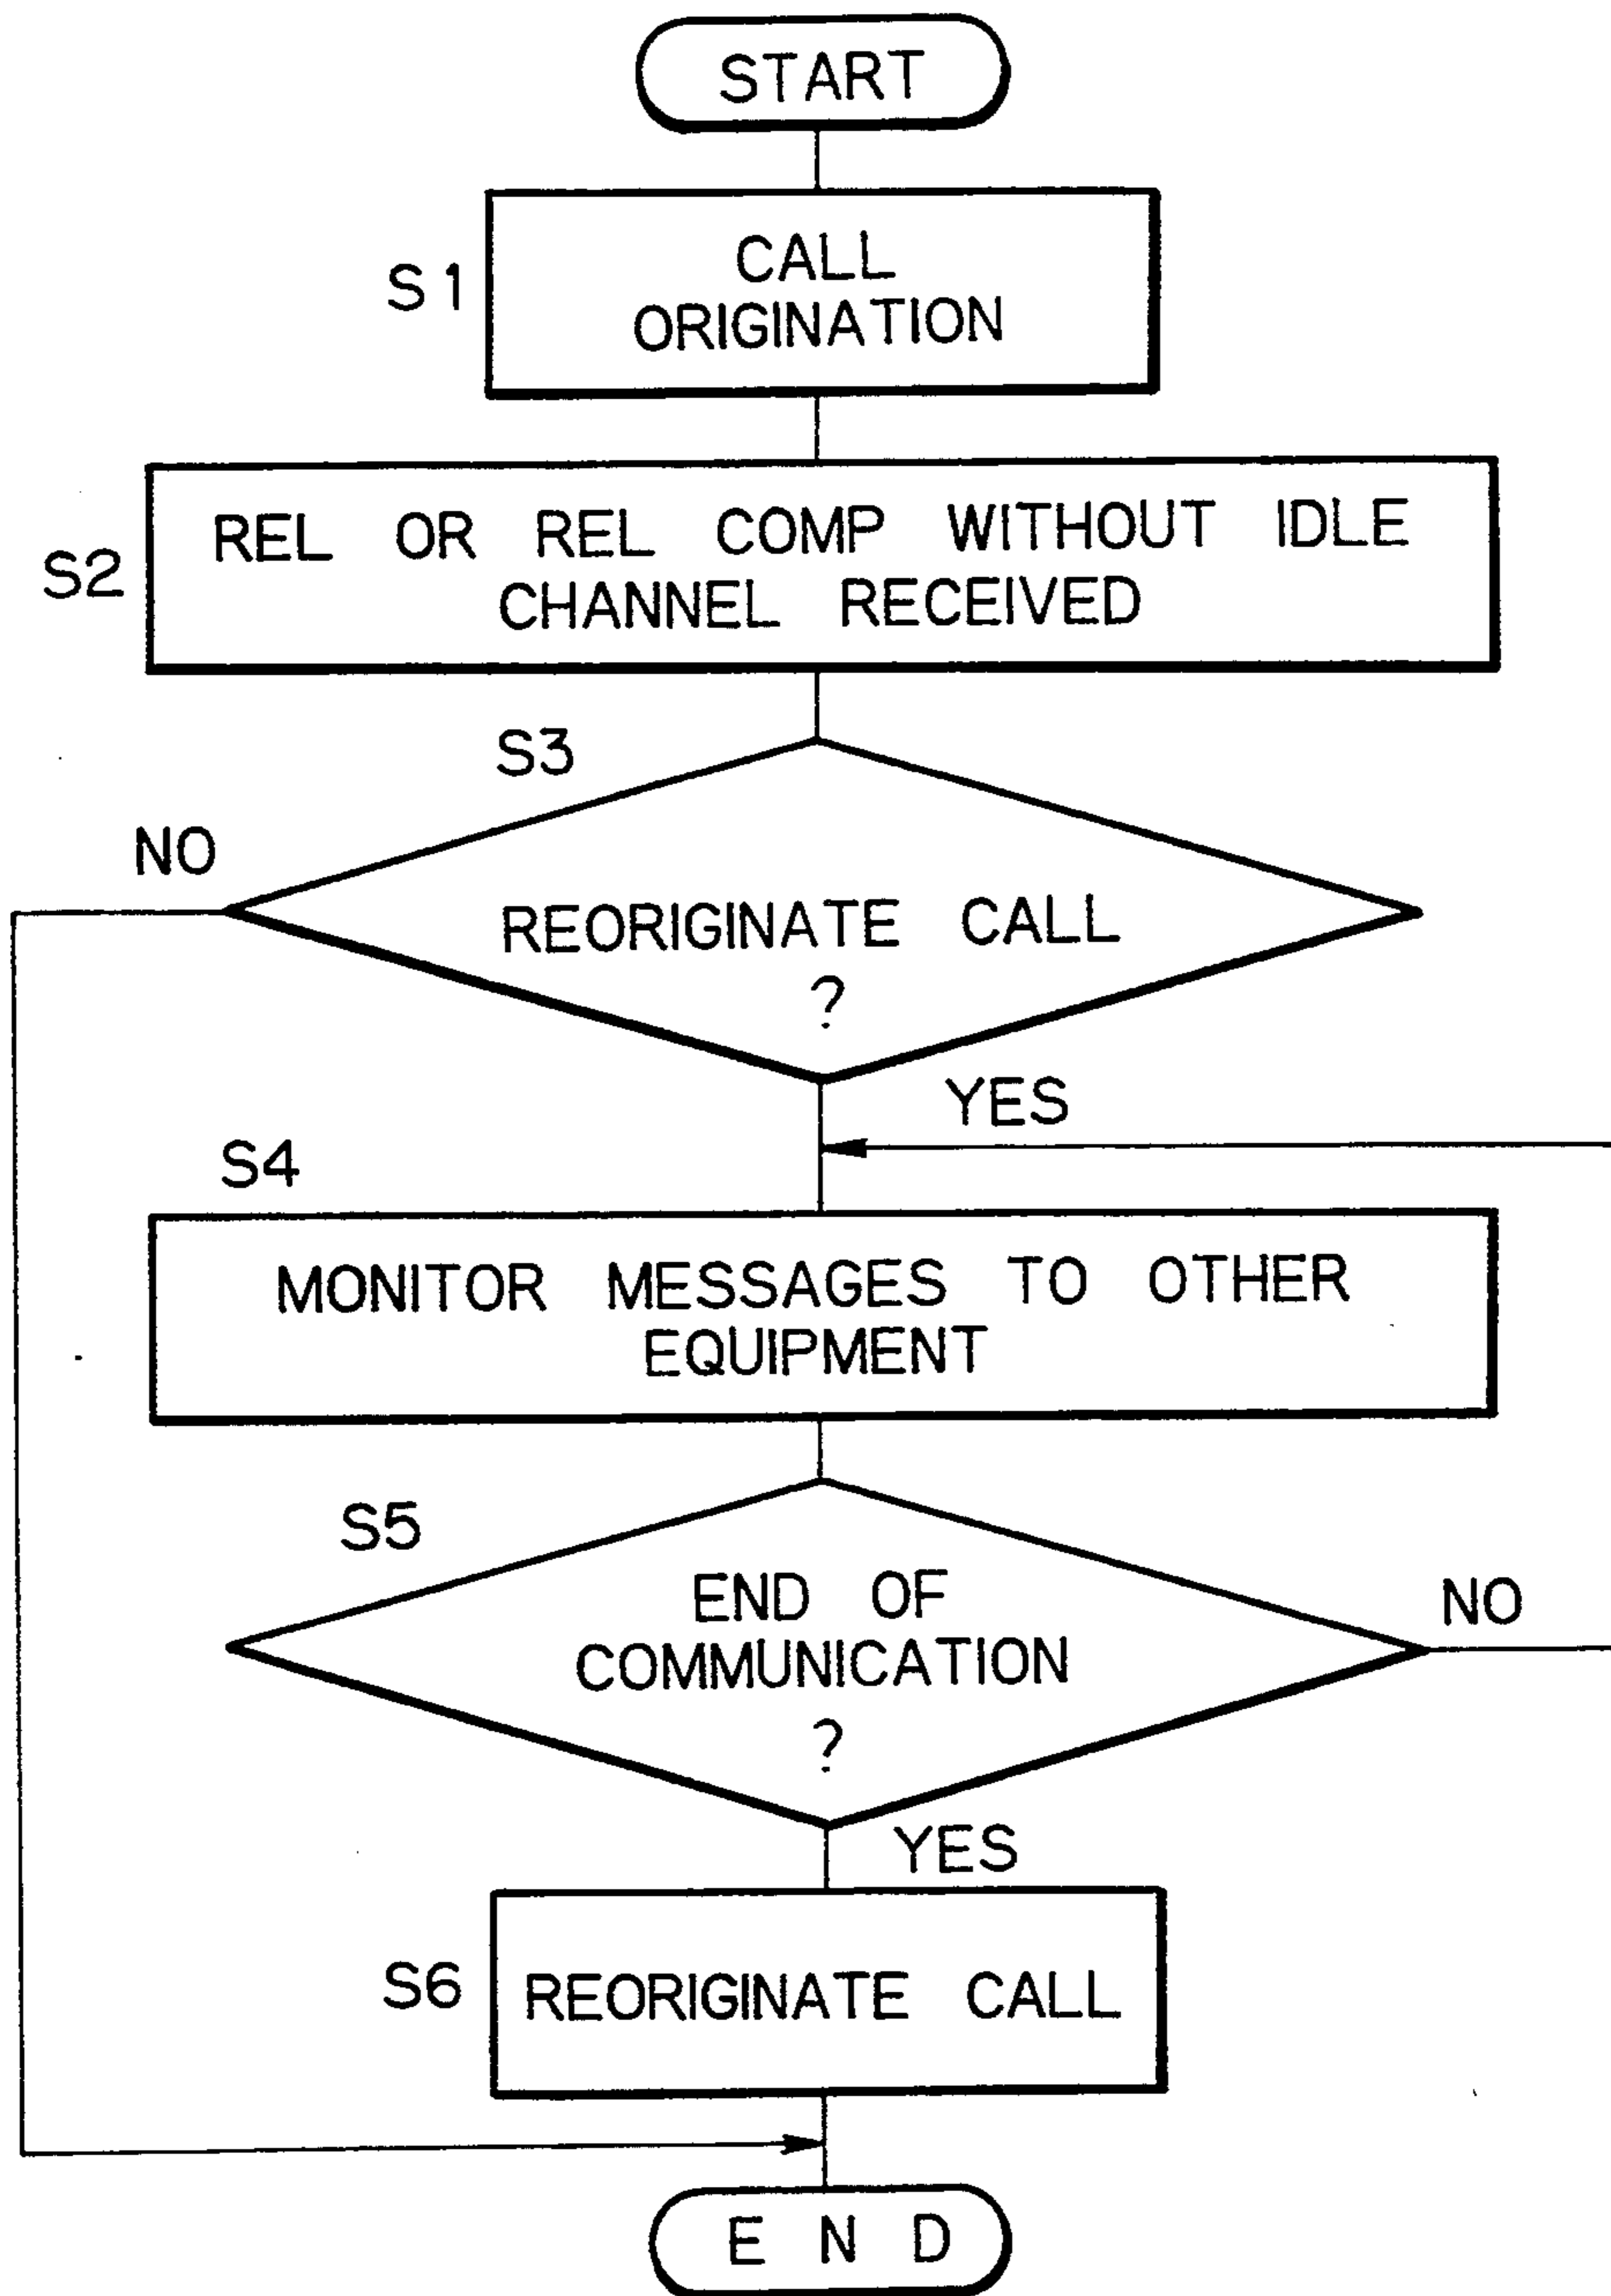 START
S1
CALL
ORIGINATION
S2
REL OR REL COMP WITHOUT IDLE
CHANNEL RECEIVED
S3
NO
REORIGINATE CALL
?
YES
S4
MONITOR MESSAGES TO OTHER
EQUIPMENT
S5
END OF
COMMUNICATION
?
NO
YES
S6
REORIGINATE CALL
END